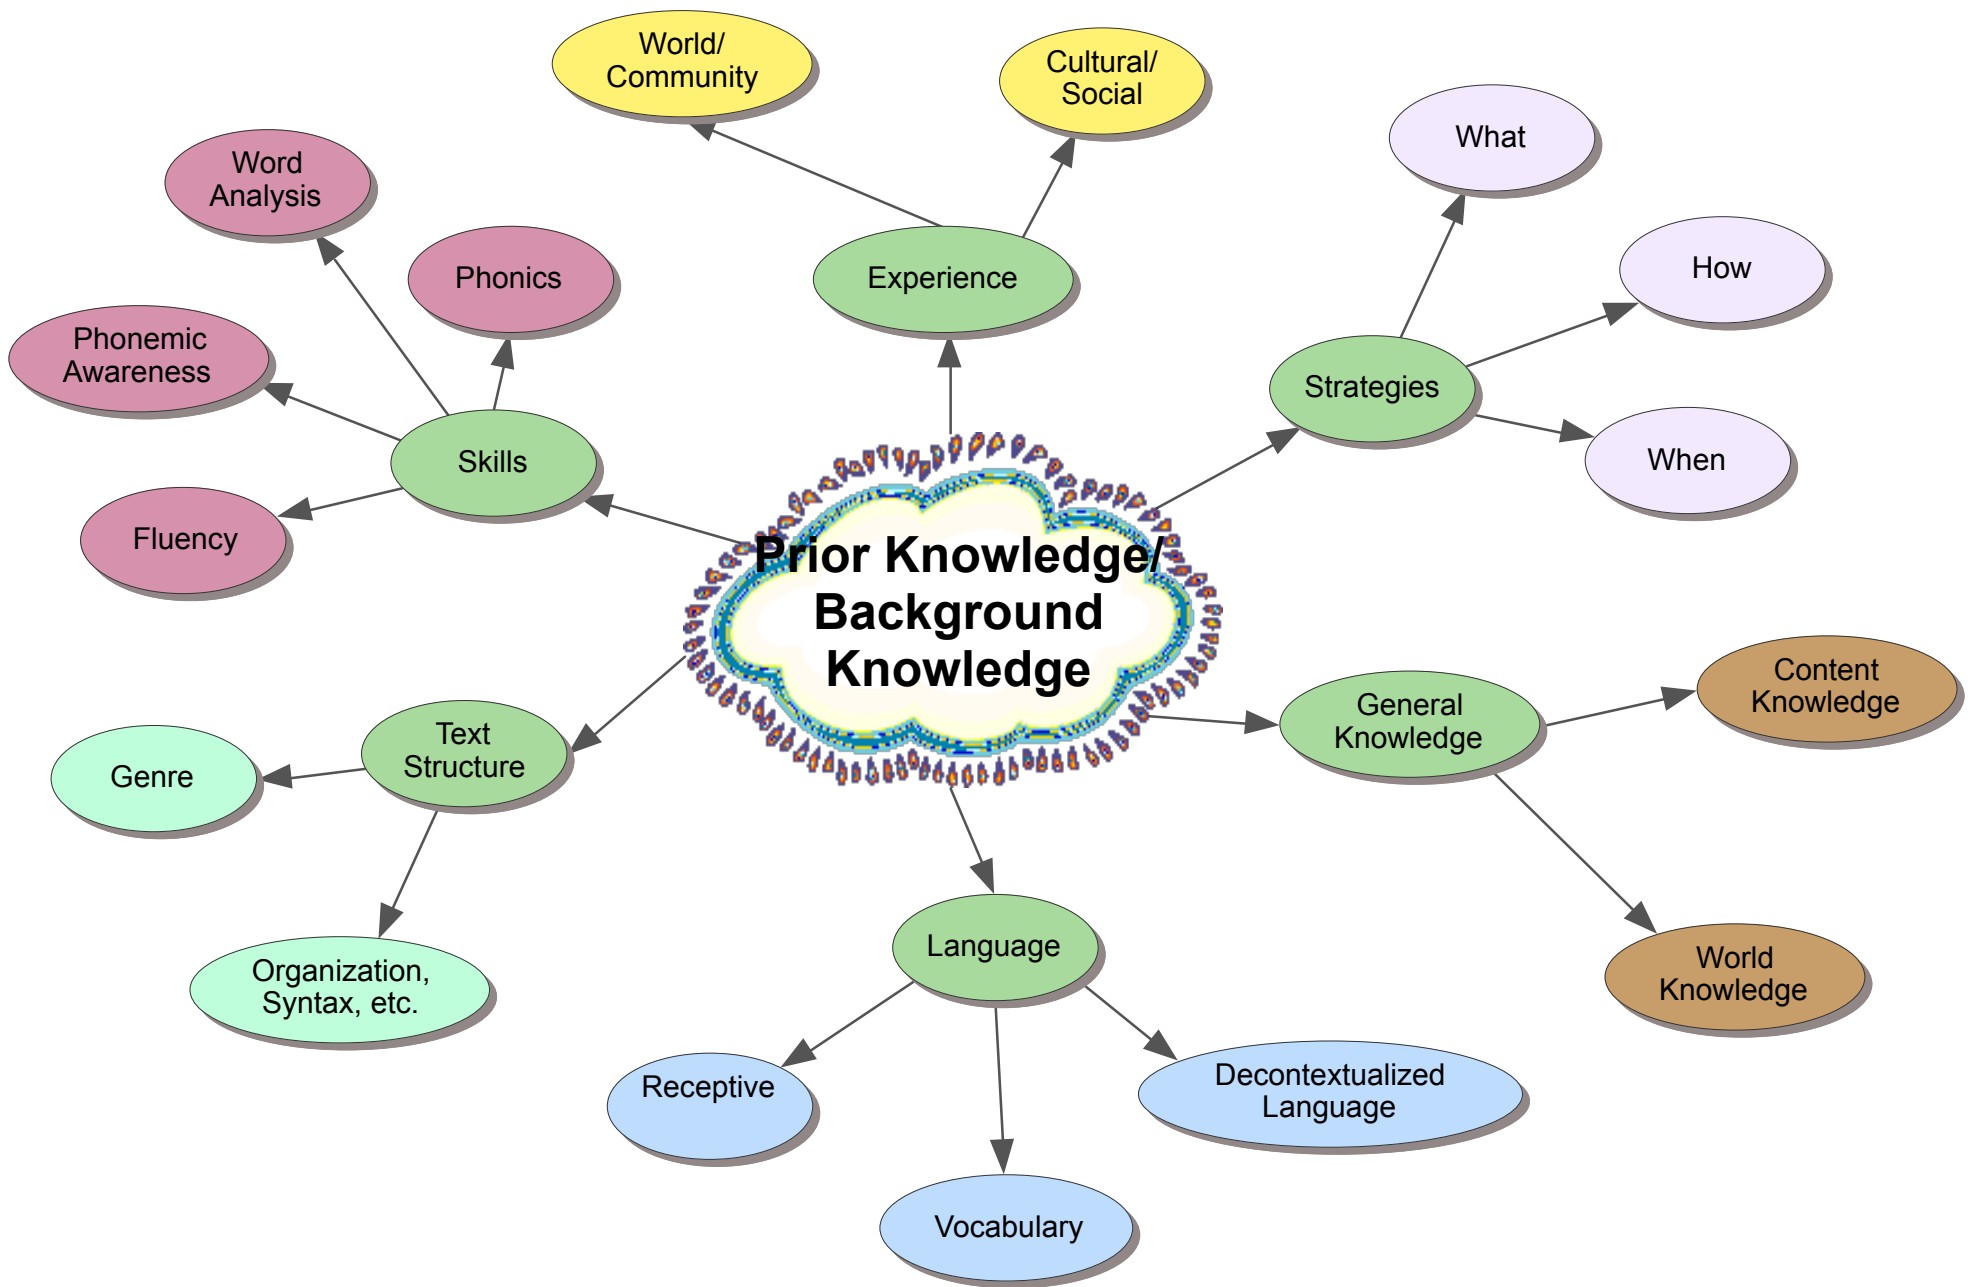 World/
Community
Cultural/
Social
What
Word
Analysis
Phonics
Experience
How
Phonemic
Awareness
Strategies
Skills
When
Fluency
Prior Knowledge/
Background
Knowledge
Content
Knowledge
General
Knowledge
Text
Structure
Genre
Language
World
Knowledge
Organization,
Syntax, etc.
Receptive
Decontextualized
Language
Vocabulary